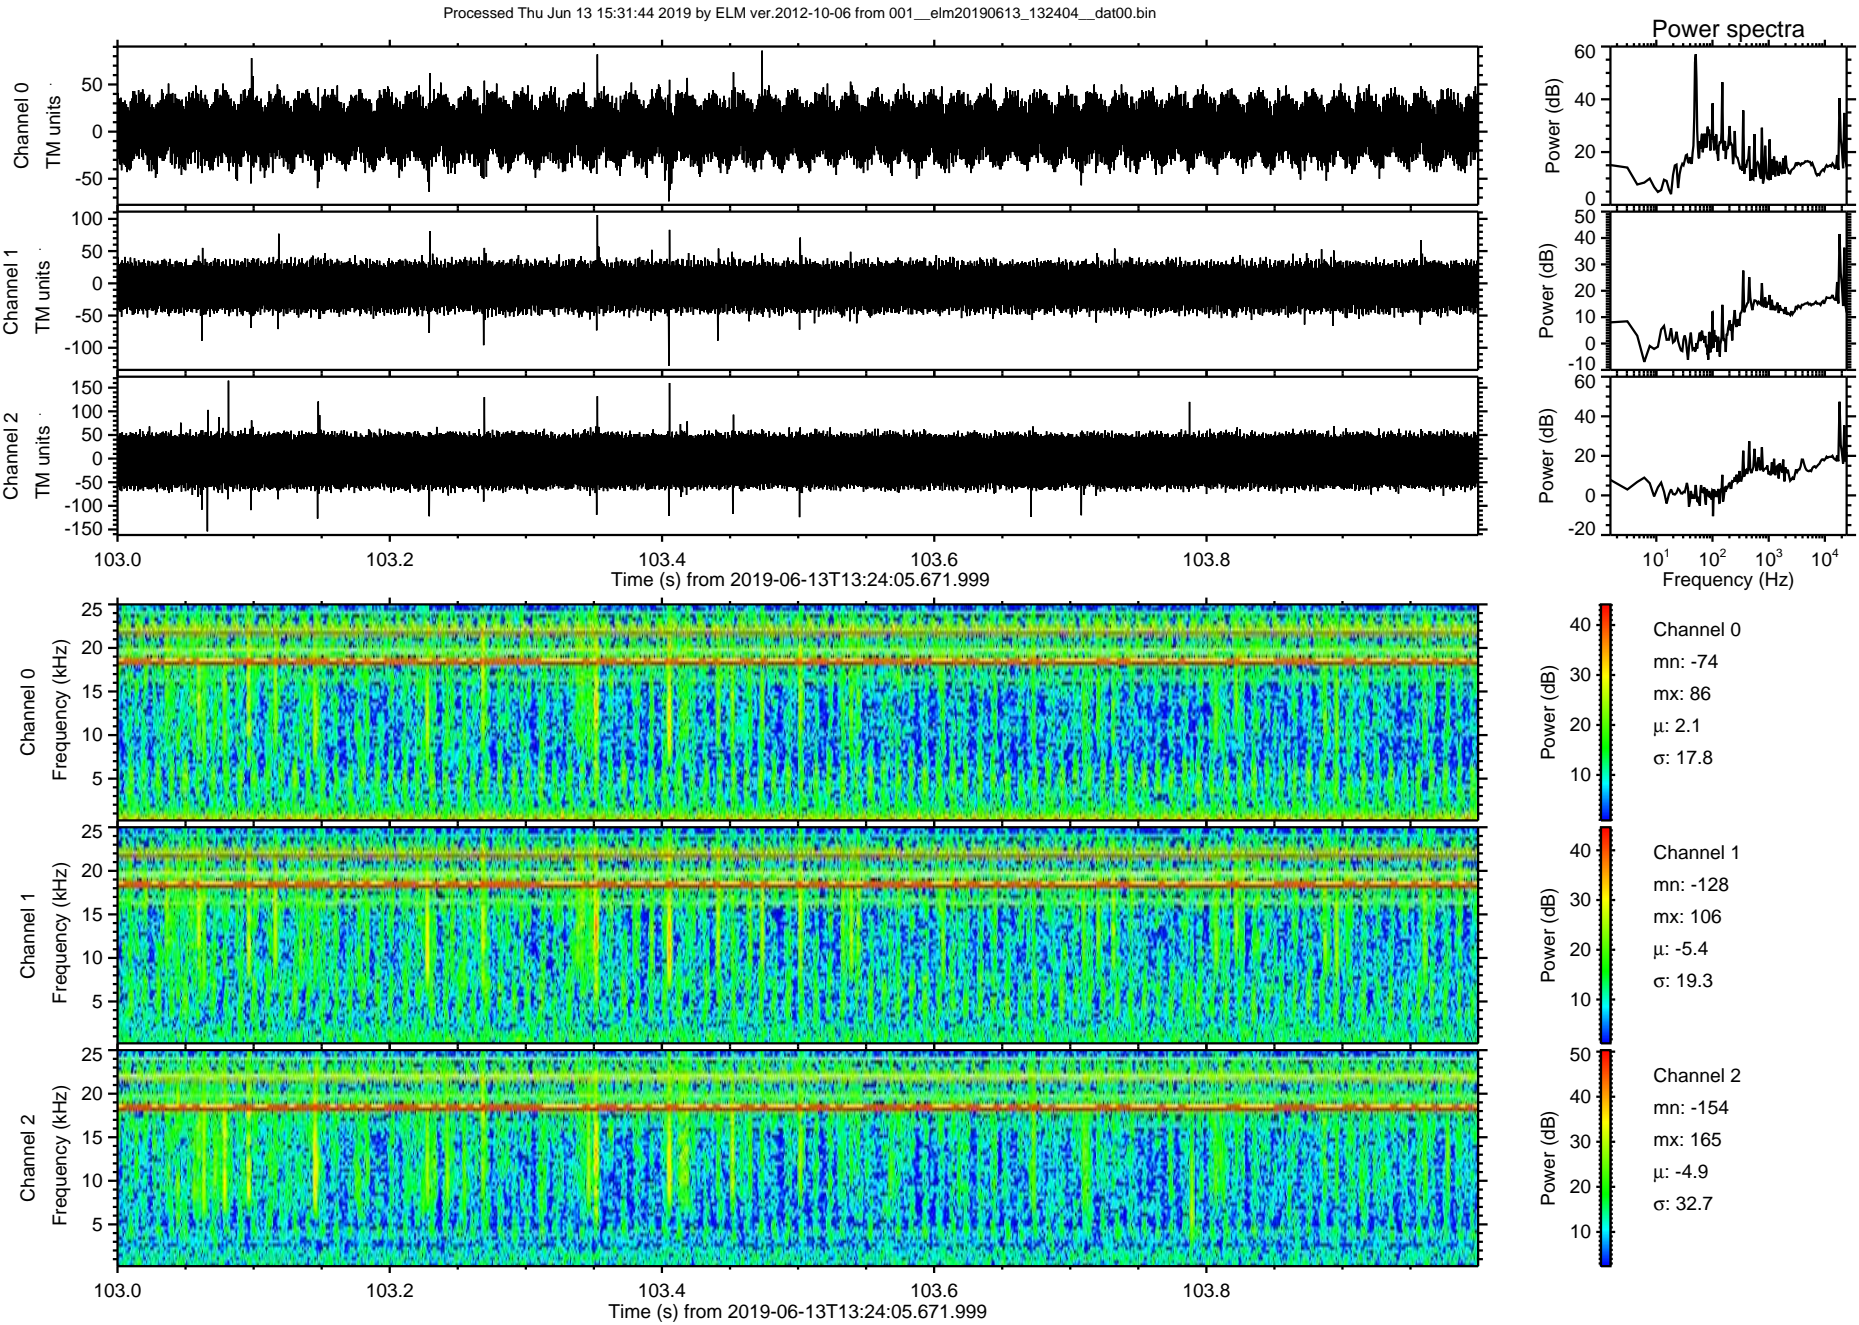 Processed Thu Jun 13 15:31:44 2019 by ELM ver.2012-10-06 from 001__elm20190613_132404__dat00.bin
Power spectra
Channel 0
TM units
50
0
-50
Power (dB)
60
40
20
0
Channel 1
TM units
100
50
0
-50
-100
Power (dB)
50
40
30
20
10
0
-10
Channel 2
TM units
150
100
50
0
-50
-100
-150
Power (dB)
60
40
20
0
-20
103.0 103.2 103.4 103.6 103.8
Time (s) from 2019-06-13T13:24:05.671.999
10¹ 10² 10³ 10⁴
Frequency (Hz)
Channel 0
Frequency (kHz)
25
20
15
10
5
Power (dB)
40
30
20
10
Channel 0
mn: -74
mx: 86
μ: 2.1
σ: 17.8
Channel 1
Frequency (kHz)
25
20
15
10
5
Power (dB)
40
30
20
10
Channel 1
mn: -128
mx: 106
μ: -5.4
σ: 19.3
Channel 2
Frequency (kHz)
25
20
15
10
5
Power (dB)
50
40
30
20
10
Channel 2
mn: -154
mx: 165
μ: -4.9
σ: 32.7
103.0 103.2 103.4 103.6 103.8
Time (s) from 2019-06-13T13:24:05.671.999